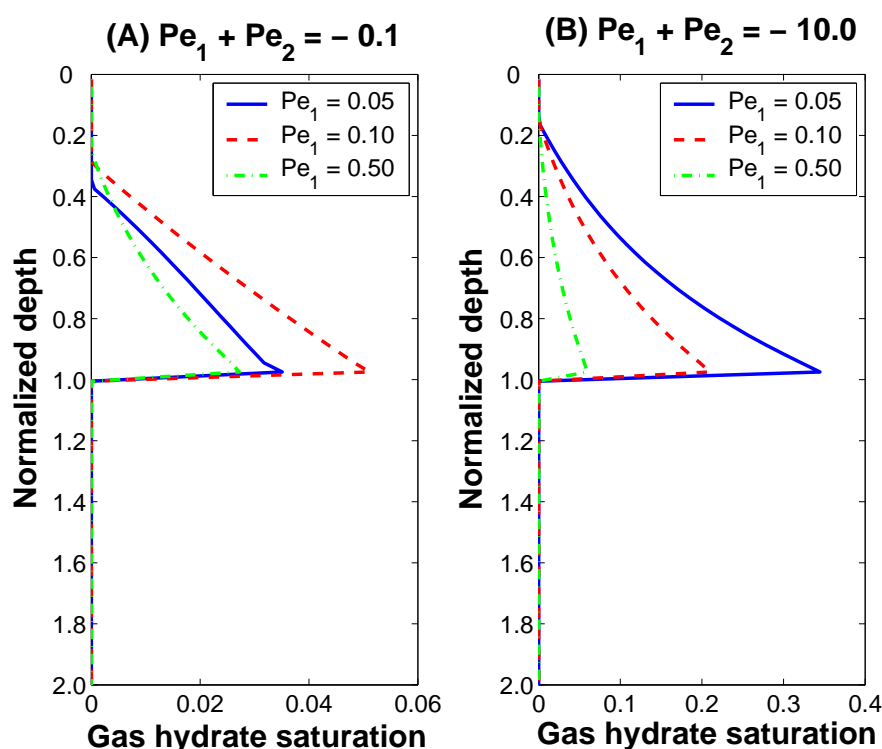 (A) Pe1 + Pe2 = – 0.1
Pe1 = 0.05
Pe1 = 0.10
Pe1 = 0.50
Normalized depth
0
0.2
0.4
0.6
0.8
1.0
1.2
1.4
1.6
1.8
2.0
0 0.02 0.04 0.06
Gas hydrate saturation
(B) Pe1 + Pe2 = – 10.0
Pe1 = 0.05
Pe1 = 0.10
Pe1 = 0.50
Normalized depth
0
0.2
0.4
0.6
0.8
1.0
1.2
1.4
1.6
1.8
2.0
0 0.1 0.2 0.3 0.4
Gas hydrate saturation